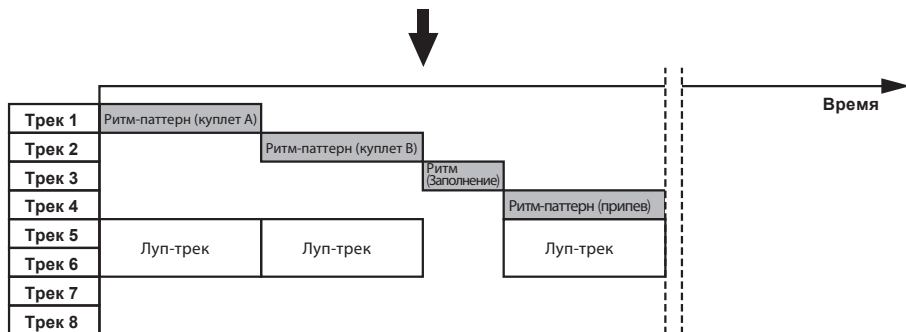 Время
Трек 1
Ритм-паттерн (куплет A)
Трек 2
Ритм-паттерн (куплет B)
Трек 3
Ритм
(Заполнение)
Трек 4
Ритм-паттерн (припев)
Трек 5
Трек 6
Луп-трек
Луп-трек
Луп-трек
Трек 7
Трек 8